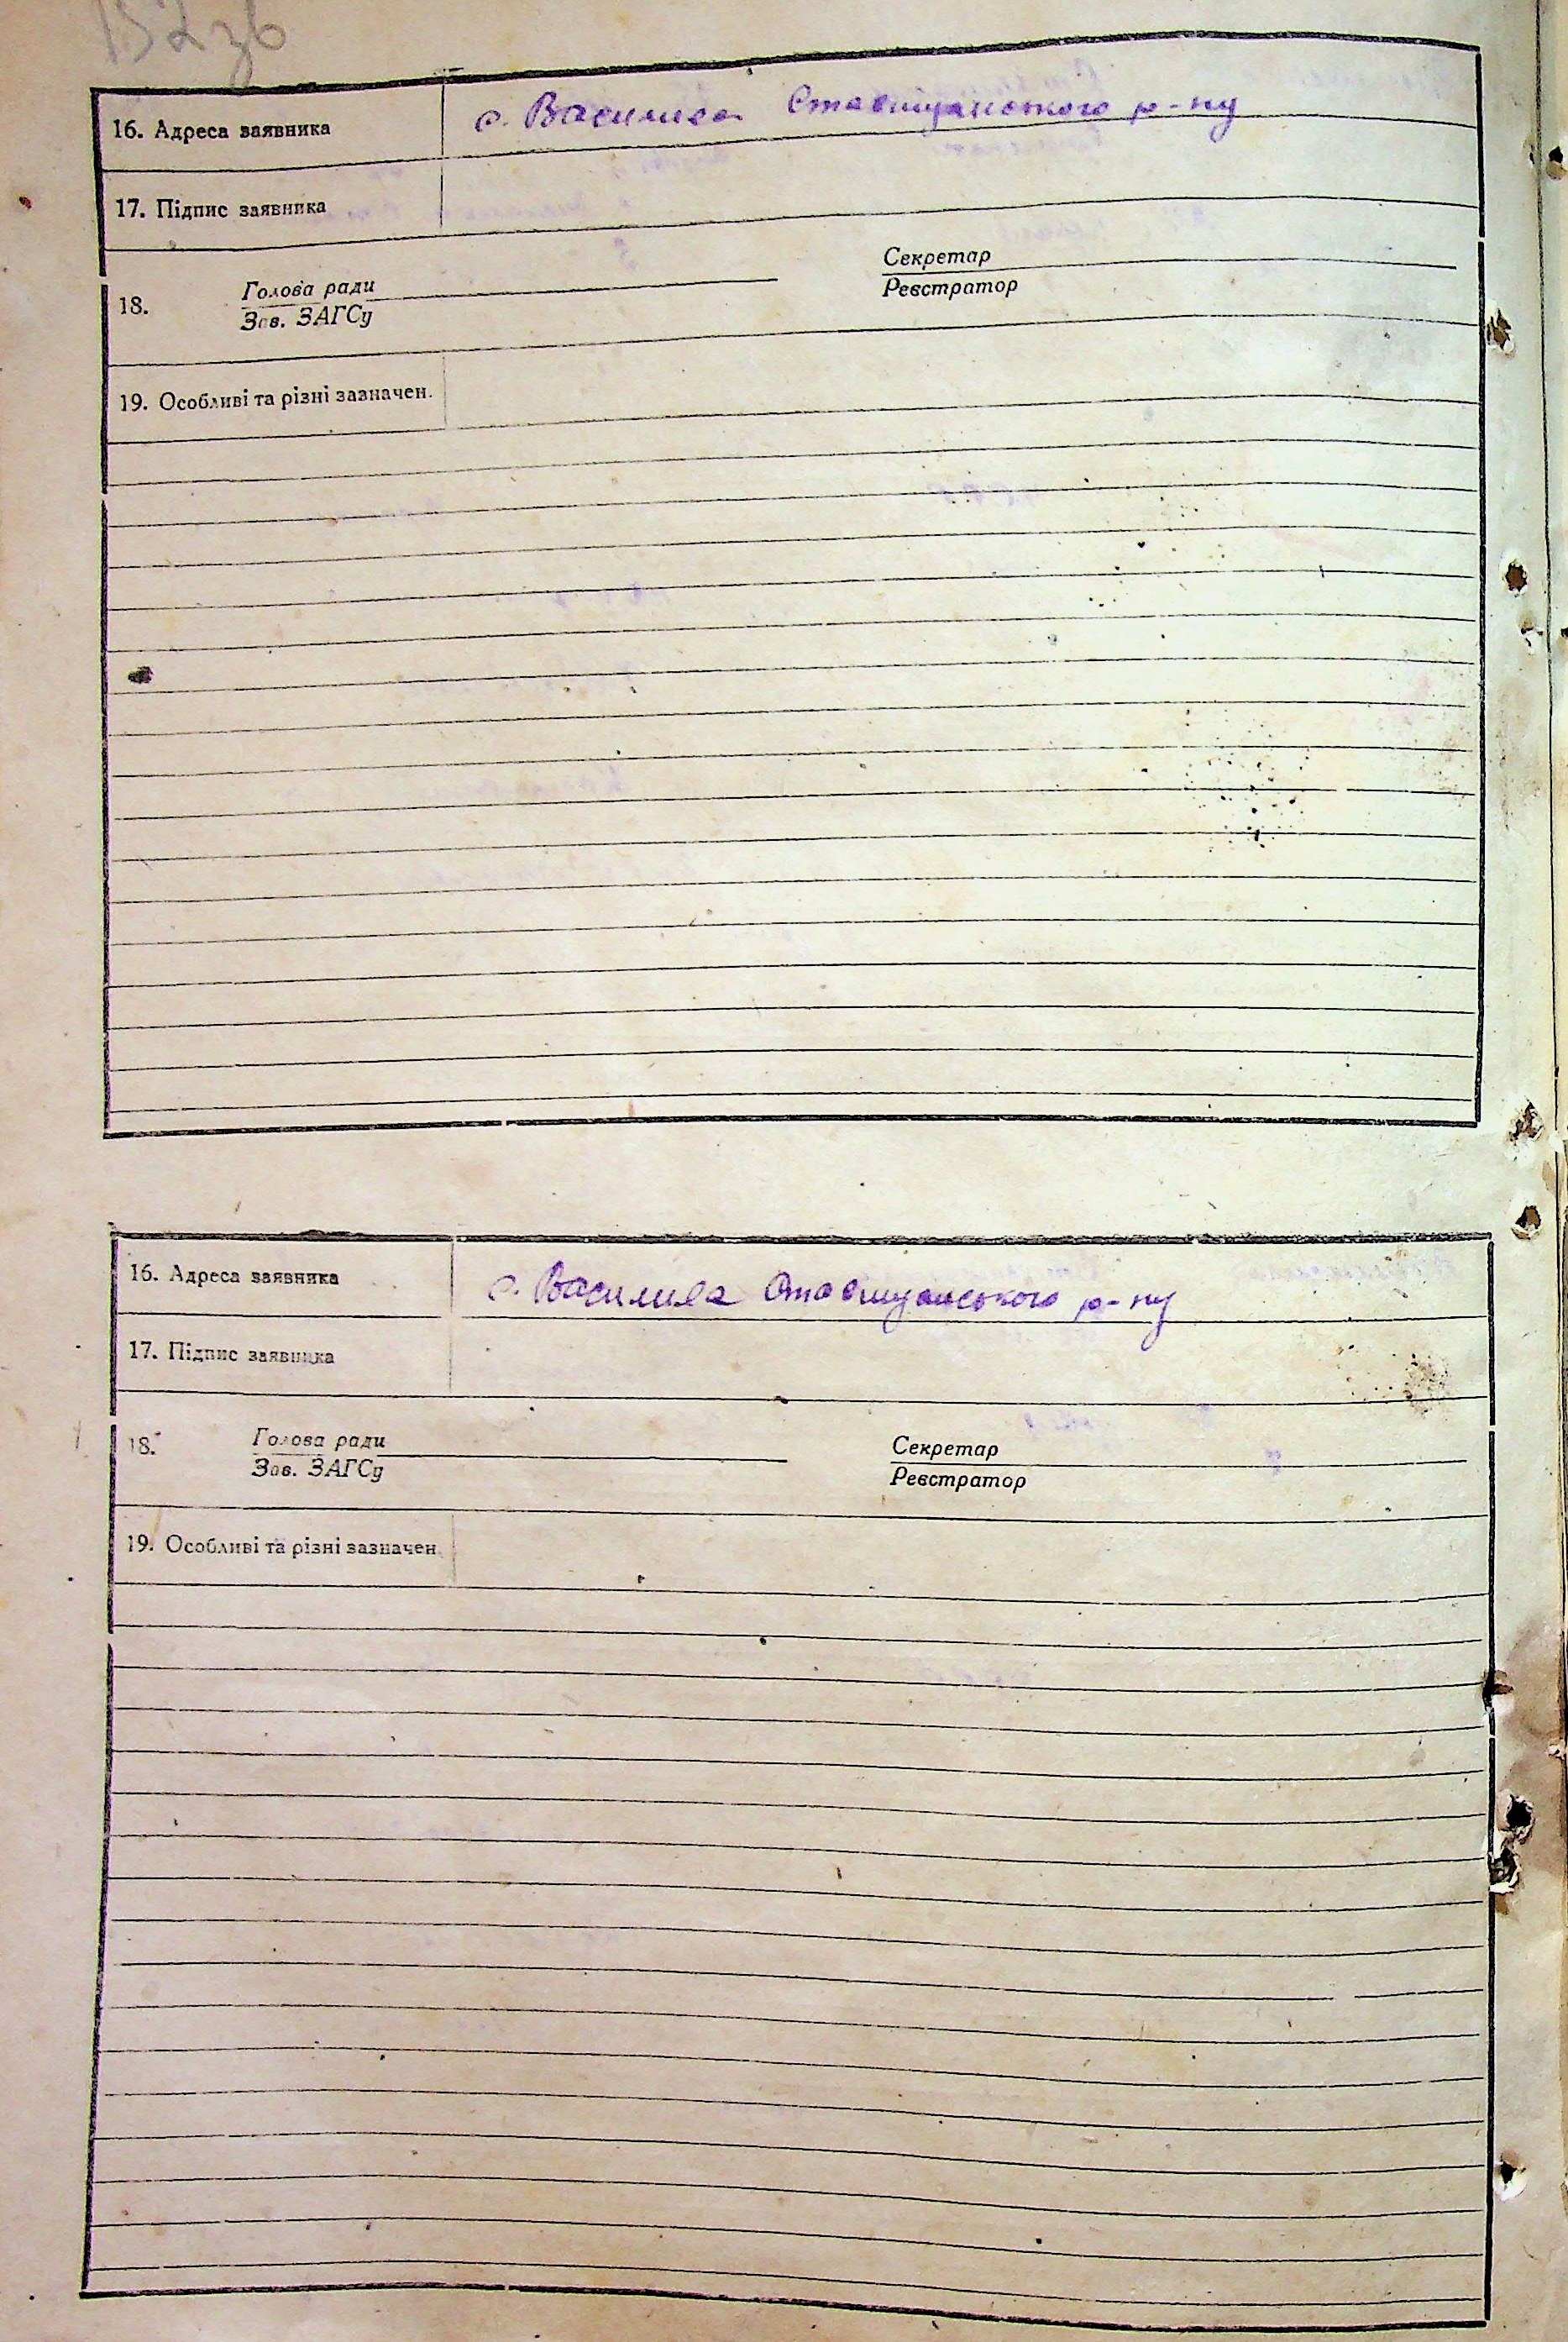 152зв
16. Адреса заявника с. Василиха Ставищанського р-ну
17. Підпис заявника
Секретар
Голова ради
18.
Реєстратор
Зав. ЗАГСу
19. Особливі та різні зазначен.
16. Адреса заявника с. Василиха Ставищанського р-ну
17. Підпис заявника
18. Голова ради Секретар
Зав. ЗАГСу Реєстратор
19. Особливі та різні зазначен